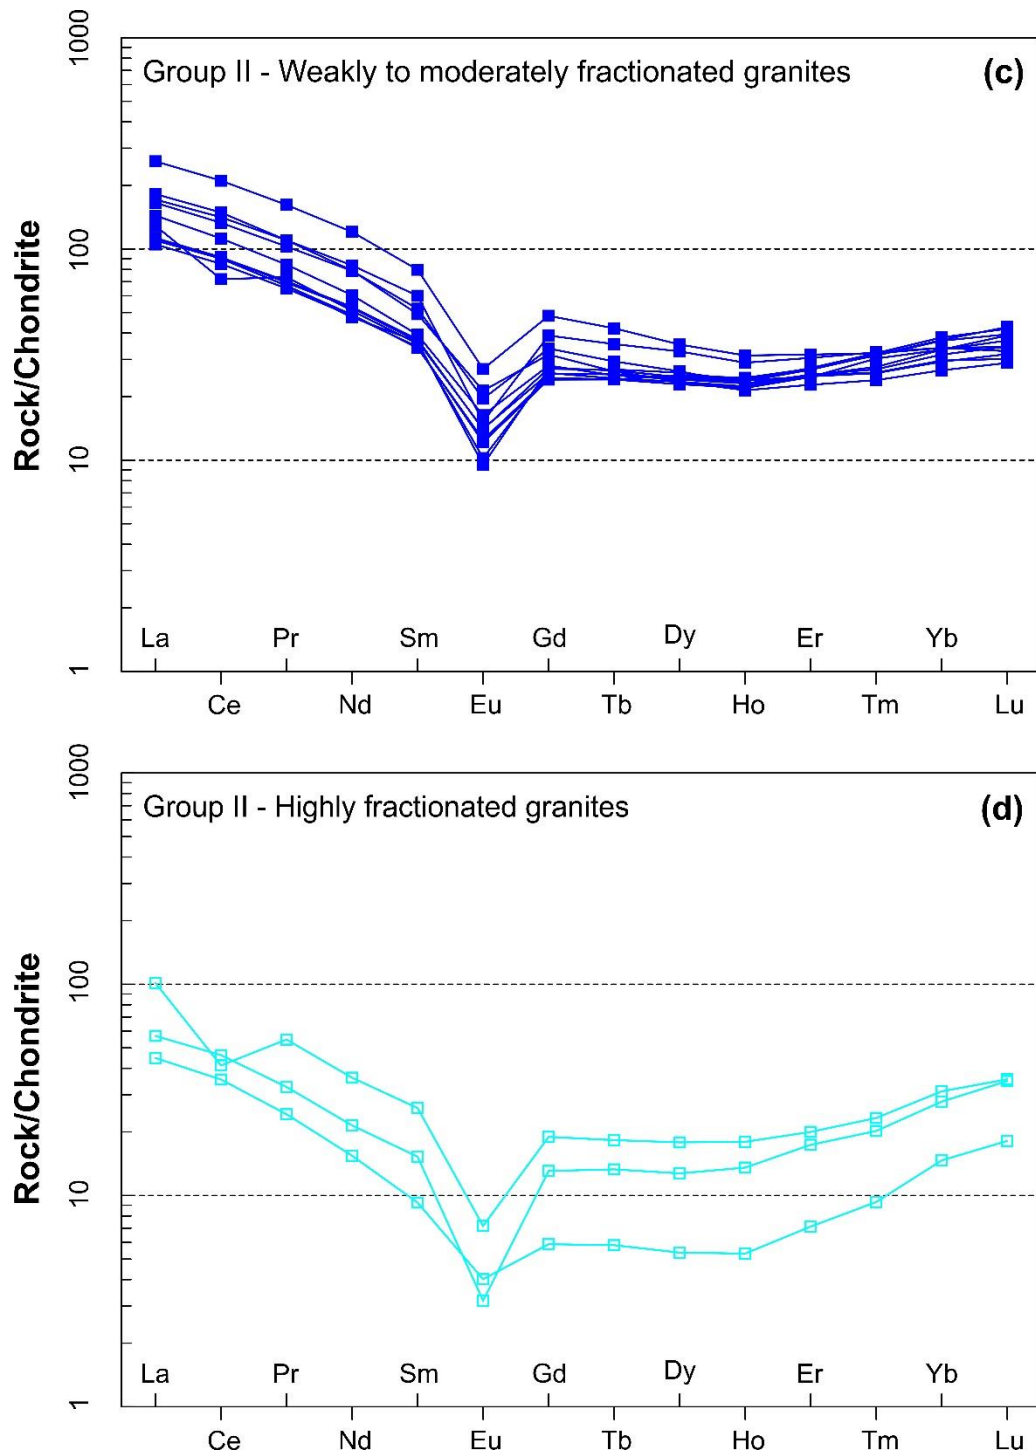 1000
Group II - Weakly to moderately fractionated granites (c)
100
Rock/Chondrite
10
1
La Pr Sm Gd Dy Er Yb
Ce Nd Eu Tb Ho Tm Lu
1000
Group II - Highly fractionated granites (d)
100
Rock/Chondrite
10
1
La Pr Sm Gd Dy Er Yb
Ce Nd Eu Tb Ho Tm Lu